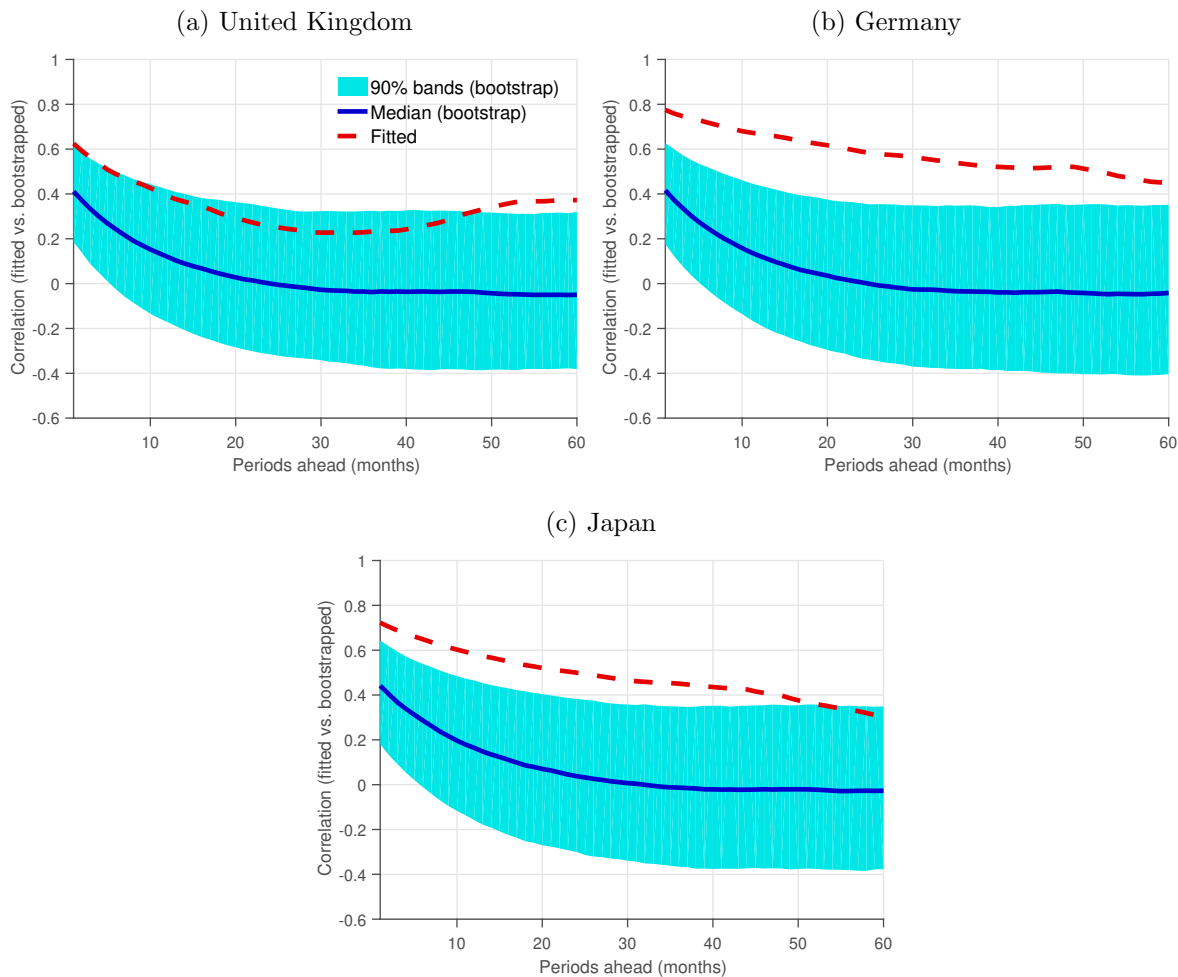 (a) United Kingdom
Correlation (fitted vs. bootstrapped)
1
0.8
0.6
0.4
0.2
0
-0.2
-0.4
-0.6
90% bands (bootstrap)
Median (bootstrap)
Fitted
10 20 30 40 50 60
Periods ahead (months)
(b) Germany
Correlation (fitted vs. bootstrapped)
1
0.8
0.6
0.4
0.2
0
-0.2
-0.4
-0.6
10 20 30 40 50 60
Periods ahead (months)
(c) Japan
Correlation (fitted vs. bootstrapped)
1
0.8
0.6
0.4
0.2
0
-0.2
-0.4
-0.6
10 20 30 40 50 60
Periods ahead (months)